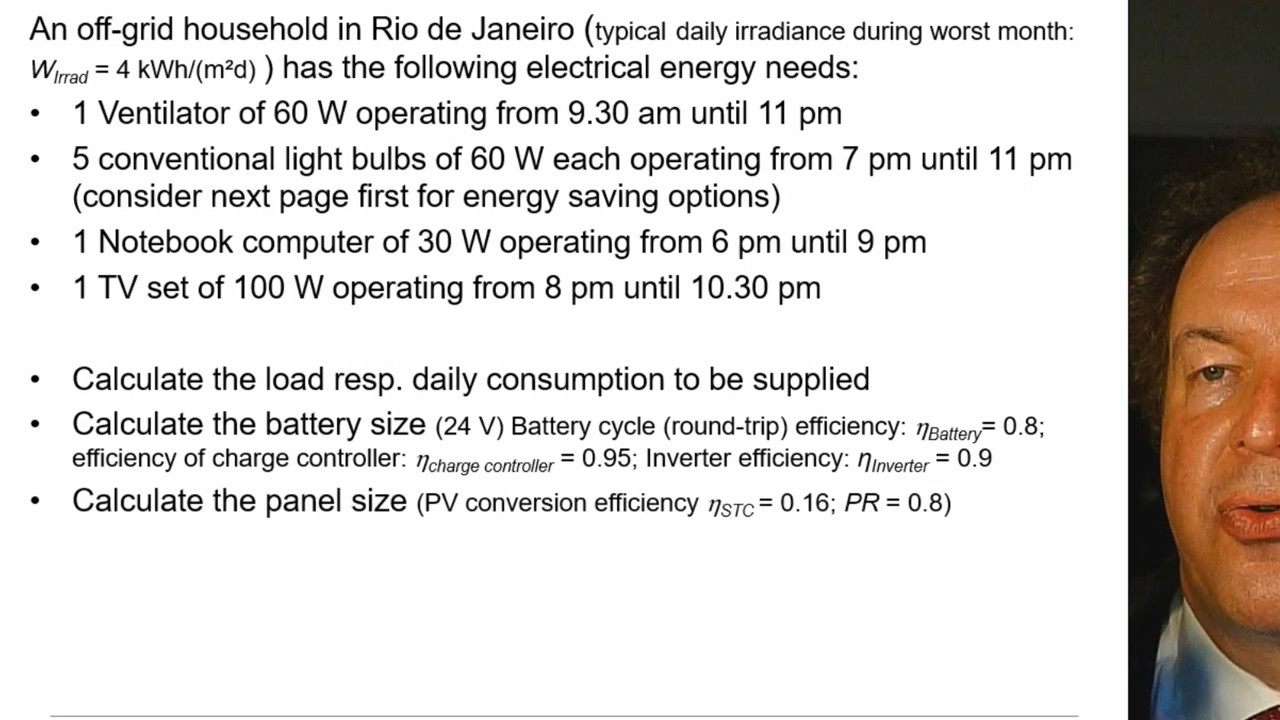 An off-grid household in Rio de Janeiro (typical daily irradiance during worst month:
W_Irrad = 4 kWh/(m²d) ) has the following electrical energy needs:
• 1 Ventilator of 60 W operating from 9.30 am until 11 pm
• 5 conventional light bulbs of 60 W each operating from 7 pm until 11 pm
(consider next page first for energy saving options)
• 1 Notebook computer of 30 W operating from 6 pm until 9 pm
• 1 TV set of 100 W operating from 8 pm until 10.30 pm
• Calculate the load resp. daily consumption to be supplied
• Calculate the battery size (24 V) Battery cycle (round-trip) efficiency: η_Battery= 0.8;
efficiency of charge controller: η_charge controller = 0.95; Inverter efficiency: η_Inverter = 0.9
• Calculate the panel size (PV conversion efficiency η_STC = 0.16; PR = 0.8)